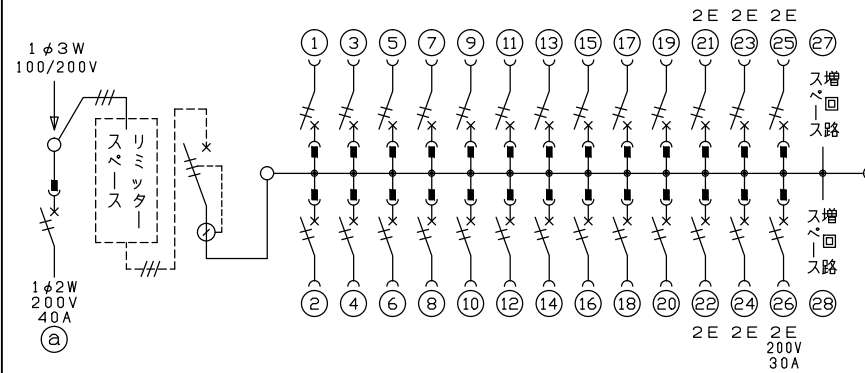 2E 2E 2E
1φ3W
100/200V
① ③ ⑤ ⑦ ⑨ ⑪ ⑬ ⑮ ⑰ ⑲ ㉑ ㉓ ㉕ ㉗
増回路
スペース
リミッター
スペース
増回路
スペース
1φ2W
200V
40A
ⓐ
② ④ ⑥ ⑧ ⑩ ⑫ ⑭ ⑯ ⑱ ⑳ ㉒ ㉔ ㉖ ㉘
2E 2E 2E
200V
30A